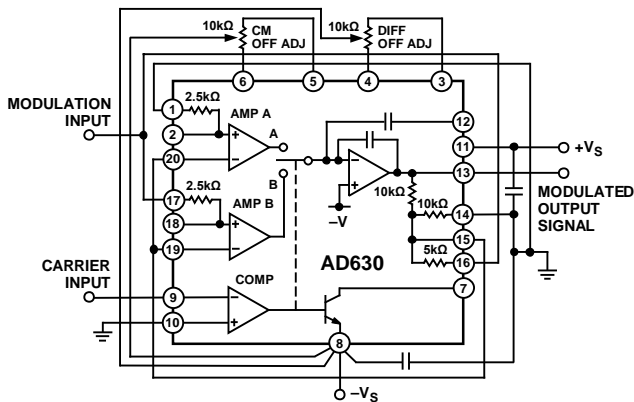 10kΩ
CM
OFF ADJ
10kΩ
DIFF
OFF ADJ
6
5
4
3
MODULATION
INPUT
1
2.5kΩ
AMP A
2
+
20
–
A
B
12
11
+VS
13
MODULATED
OUTPUT
SIGNAL
–
+
–V
10kΩ
10kΩ
14
15
5kΩ
16
17
2.5kΩ
AMP B
18
+
19
–
AD630
CARRIER
INPUT
COMP
9
–
10
+
7
8
–VS